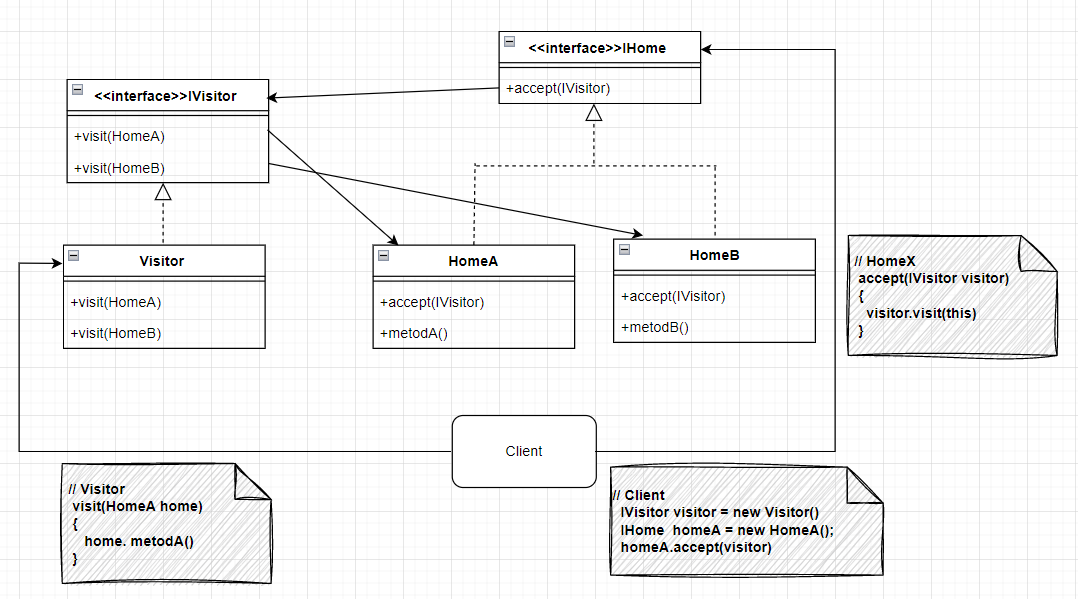 <<interface>>IHome
+accept(IVisitor)
<<interface>>IVisitor
+visit(HomeA)
+visit(HomeB)
Visitor
+visit(HomeA)
+visit(HomeB)
HomeA
+accept(IVisitor)
+metodA()
HomeB
+accept(IVisitor)
+metodB()
// HomeX
accept(IVisitor visitor)
{
visitor.visit(this)
}
Client
// Visitor
visit(HomeA home)
{
home. metodA()
}
// Client
IVisitor visitor = new Visitor()
IHome  homeA = new HomeA();
homeA.accept(visitor)